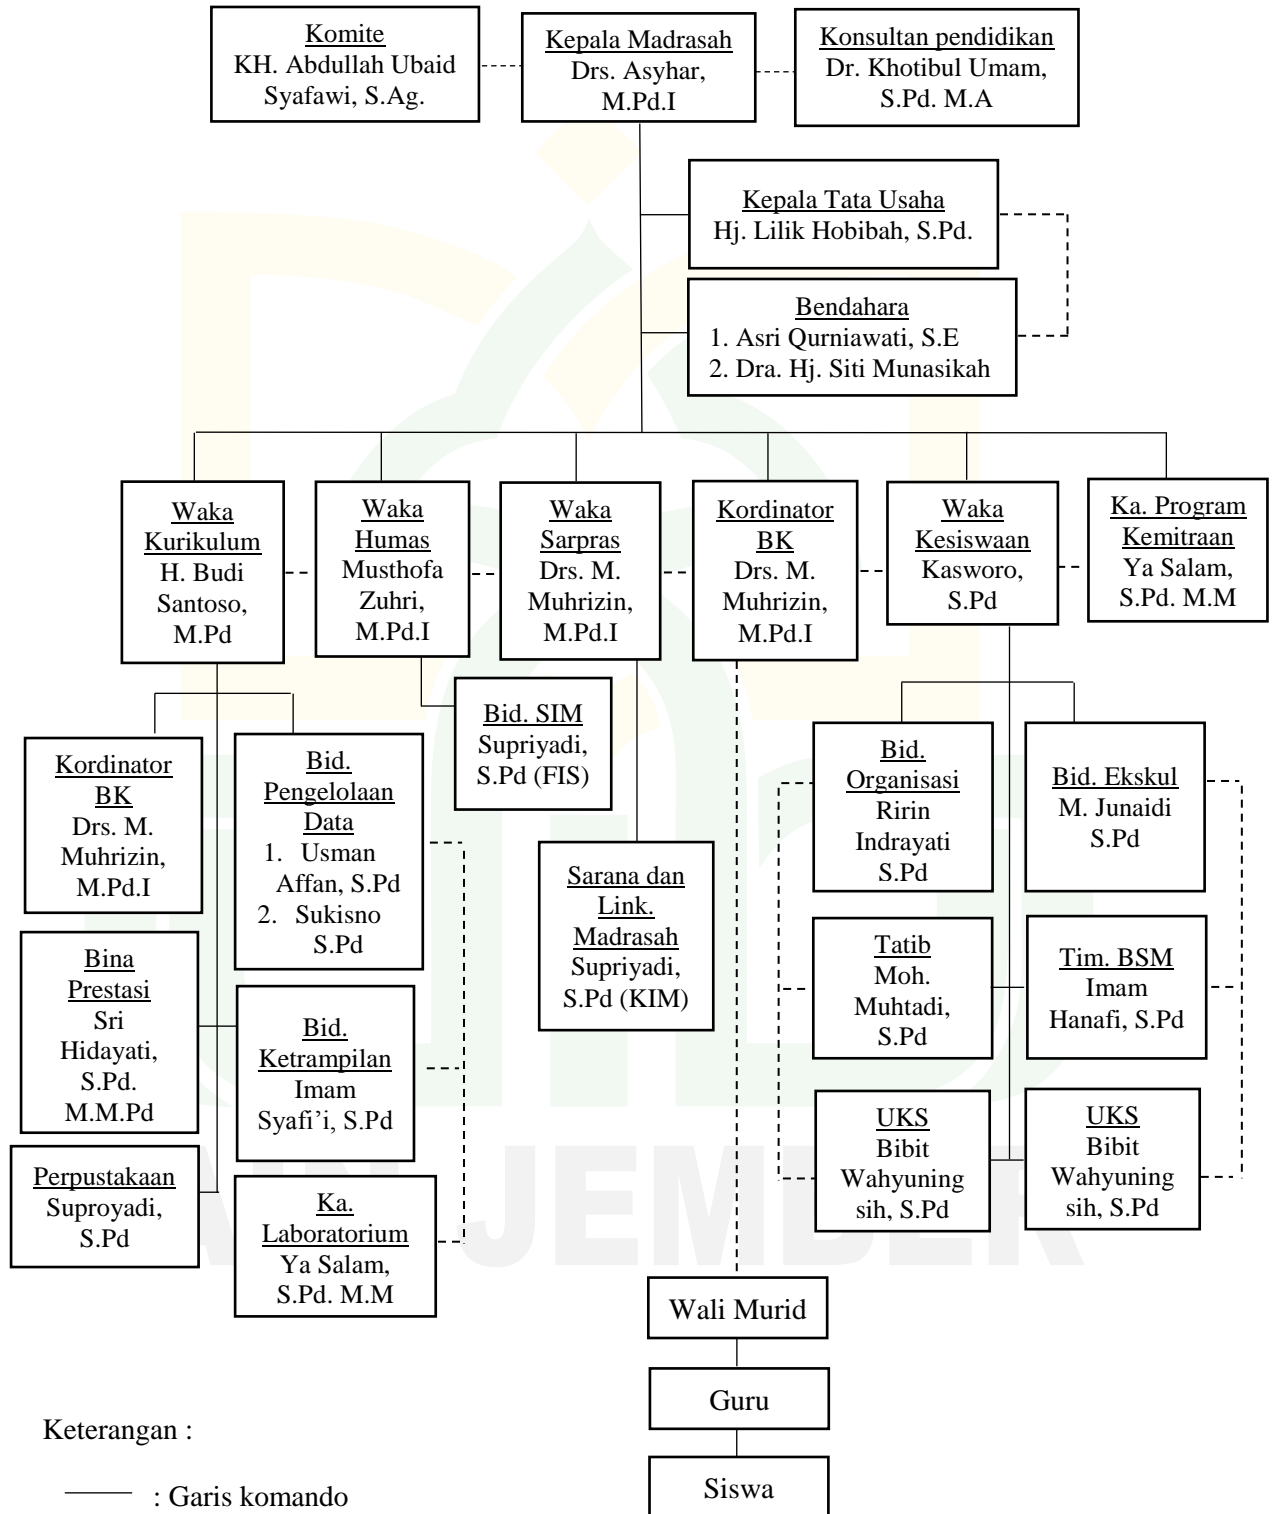 Komite
KH. Abdullah Ubaid
Syafawi, S.Ag.
Kepala Madrasah
Drs. Asyhar,
M.Pd.I
Konsultan pendidikan
Dr. Khotibul Umam,
S.Pd. M.A
Kepala Tata Usaha
Hj. Lilik Hobibah, S.Pd.
Bendahara
1. Asri Qurniawati, S.E
2. Dra. Hj. Siti Munasikah
Waka
Kurikulum
H. Budi
Santoso,
M.Pd
Waka
Humas
Musthofa
Zuhri,
M.Pd.I
Waka
Sarpras
Drs. M.
Muhrizin,
M.Pd.I
Kordinator
BK
Drs. M.
Muhrizin,
M.Pd.I
Waka
Kesiswaan
Kasworo,
S.Pd
Ka. Program
Kemitraan
Ya Salam,
S.Pd. M.M
Kordinator
BK
Drs. M.
Muhrizin,
M.Pd.I
Bid.
Pengelolaan
Data
1. Usman
Affan, S.Pd
2. Sukisno
S.Pd
Bid. SIM
Supriyadi,
S.Pd (FIS)
Sarana dan
Link.
Madrasah
Supriyadi,
S.Pd (KIM)
Bid.
Organisasi
Ririn
Indrayati
S.Pd
Bid. Ekskul
M. Junaidi
S.Pd
Bina
Prestasi
Sri
Hidayati,
S.Pd.
M.M.Pd
Bid.
Ketrampilan
Imam
Syafi’i, S.Pd
Tatib
Moh.
Muhtadi,
S.Pd
Tim. BSM
Imam
Hanafi, S.Pd
Perpustakaan
Suproyadi,
S.Pd
Ka.
Laboratorium
Ya Salam,
S.Pd. M.M
UKS
Bibit
Wahyuning
sih, S.Pd
UKS
Bibit
Wahyuning
sih, S.Pd
JEMBER
Wali Murid
Guru
Siswa
Keterangan :
: Garis komando